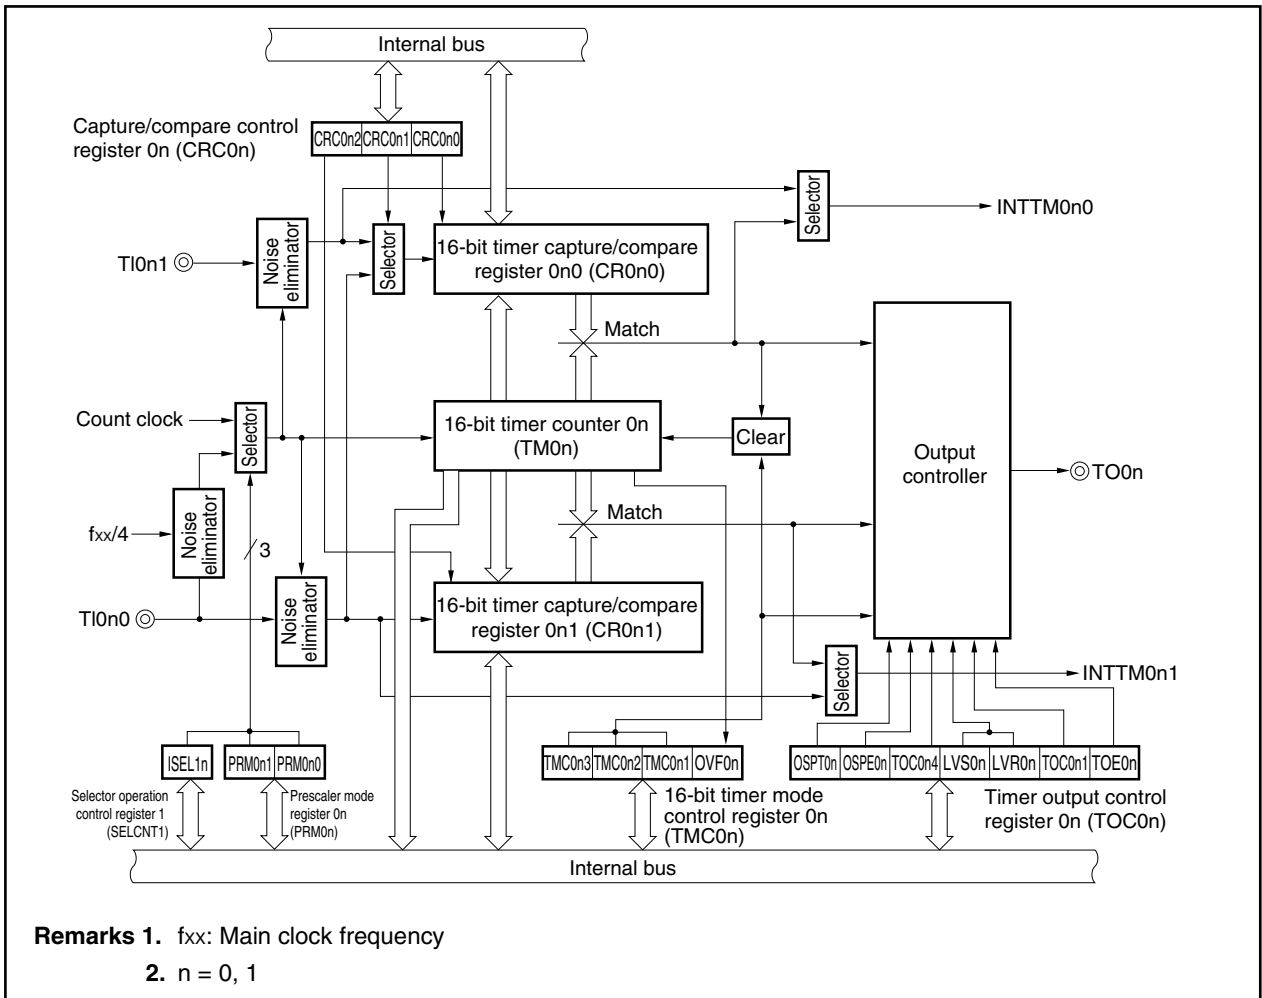 Internal bus
Capture/compare control
register 0n (CRC0n)
CRC0n2 CRC0n1 CRC0n0
Selector
INTTM0n0
TI0n1
Noise
eliminator
Selector
16-bit timer capture/compare
register 0n0 (CR0n0)
Match
Count clock
Selector
16-bit timer counter 0n
(TM0n)
Clear
Output
controller
TO0n
fxx/4
Noise
eliminator
3
Match
TI0n0
Noise
eliminator
16-bit timer capture/compare
register 0n1 (CR0n1)
Selector
INTTM0n1
ISEL1n
PRM0n1 PRM0n0
TMC0n3 TMC0n2 TMC0n1 OVF0n
OSPT0n OSPE0n TOC0n4 LVS0n LVR0n TOC0n1 TOE0n
Selector operation
control register 1
(SELCNT1)
Prescaler mode
register 0n
(PRM0n)
16-bit timer mode
control register 0n
(TMC0n)
Timer output control
register 0n (TOC0n)
Internal bus
Remarks 1. fxx: Main clock frequency
2. n = 0, 1